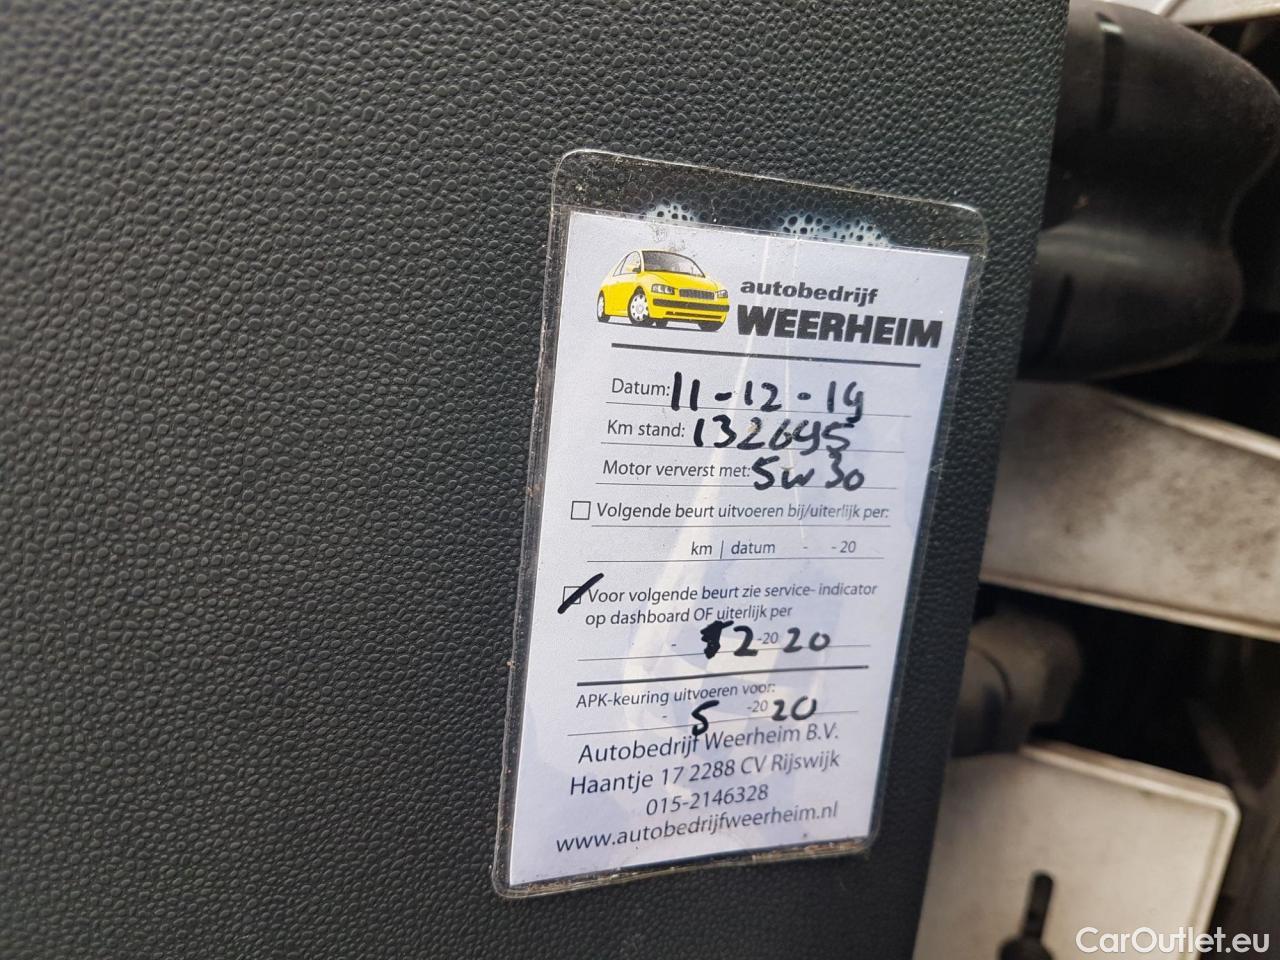 autobedrijf
WEERHEIM
Datum: 11-12-19
Km stand: 132695
Motor ververst met: 5w30
Volgende beurt uitvoeren bij/uiterlijk per:
km | datum - - 20
Voor volgende beurt zie service- indicator
op dashboard OF uiterlijk per
- 12 -20 20
APK-keuring uitvoeren voor:
- 5 -20 20
Autobedrijf Weerheim B.V.
Haantje 17 2288 CV Rijswijk
015-2146328
www.autobedrijfweerheim.nl
CarOutlet.eu